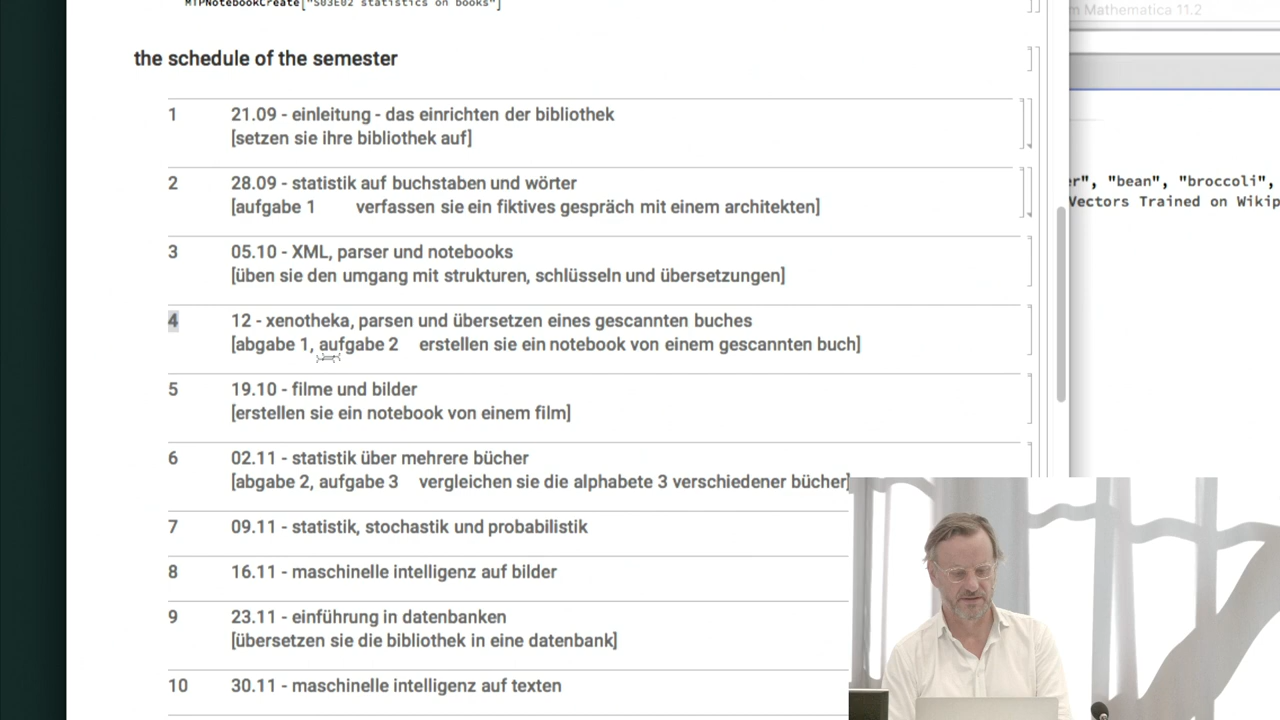 MTPNotebookCreate["S03E02 statistics on books"]
m Mathematica 11.2
the schedule of the semester
1 21.09 - einleitung - das einrichten der bibliothek
[setzen sie ihre bibliothek auf]
2 28.09 - statistik auf buchstaben und wörter
[aufgabe 1 verfassen sie ein fiktives gespräch mit einem architekten]
er", "bean", "broccoli",
Vectors Trained on Wikip
3 05.10 - XML, parser und notebooks
[üben sie den umgang mit strukturen, schlüsseln und übersetzungen]
4 12 - xenotheka, parsen und übersetzen eines gescannten buches
[abgabe 1, aufgabe 2 erstellen sie ein notebook von einem gescannten buch]
5 19.10 - filme und bilder
[erstellen sie ein notebook von einem film]
6 02.11 - statistik über mehrere bücher
[abgabe 2, aufgabe 3 vergleichen sie die alphabete 3 verschiedener bücher]
7 09.11 - statistik, stochastik und probabilistik
8 16.11 - maschinelle intelligenz auf bilder
9 23.11 - einführung in datenbanken
[übersetzen sie die bibliothek in eine datenbank]
10 30.11 - maschinelle intelligenz auf texten